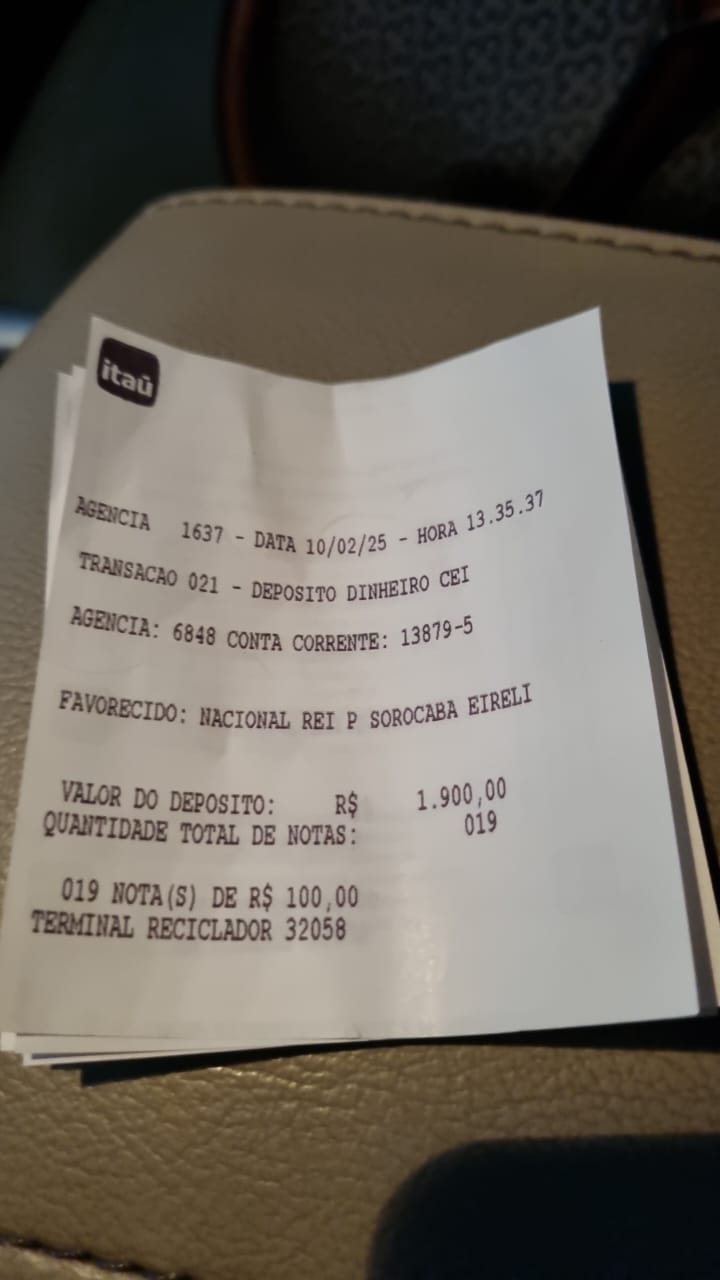 itaú
AGENCIA 1637 - DATA 10/02/25 - HORA 13.35.37
TRANSACAO 021 - DEPOSITO DINHEIRO CEI
AGENCIA: 6848 CONTA CORRENTE: 13879-5
FAVORECIDO: NACIONAL REI P SOROCABA EIRELI
VALOR DO DEPOSITO: R$ 1.900,00
QUANTIDADE TOTAL DE NOTAS: 019
019 NOTA(S) DE R$ 100,00
TERMINAL RECICLADOR 32058